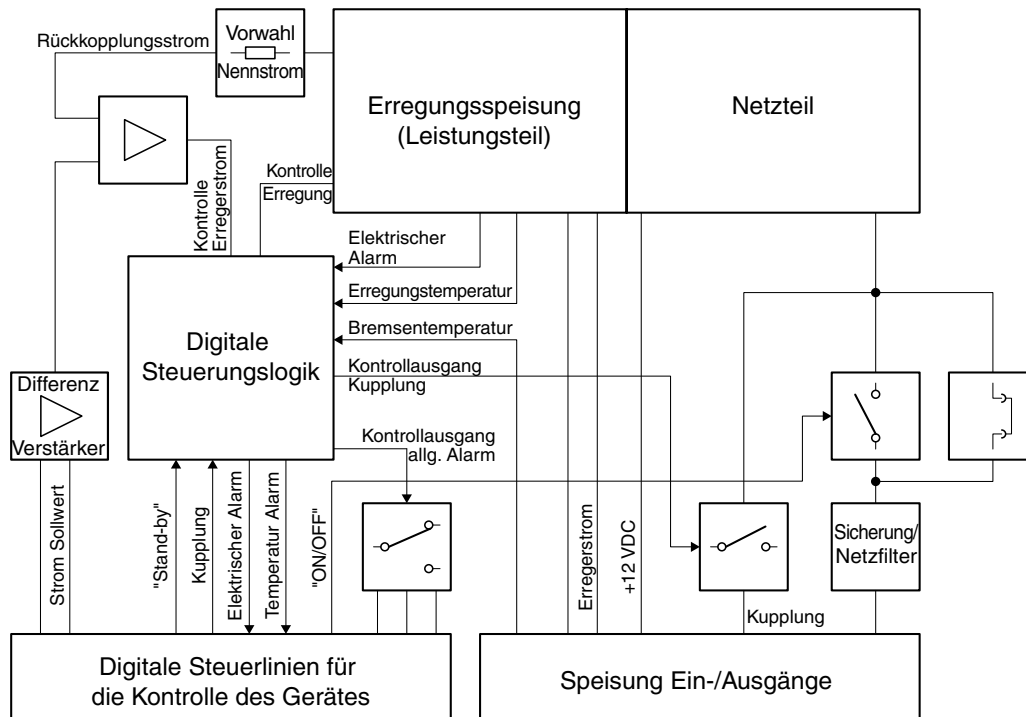 Rückkopplungsstrom
Vorwahl
Nennstrom
Erregungsspeisung
(Leistungsteil)
Netzteil
Kontrolle
Erregung
Kontrolle
Erregerstrom
Elektrischer
Alarm
Erregungstemperatur
Bremsentemperatur
Digitale
Steuerungslogik
Kontrollausgang
Kupplung
Differenz
Verstärker
Kontrollausgang
allg. Alarm
Strom Sollwert
"Stand-by"
Kupplung
Elektrischer Alarm
Temperatur Alarm
"ON/OFF"
Erregerstrom
+12 VDC
Sicherung/
Netzfilter
Kupplung
Digitale Steuerlinien für
die Kontrolle des Gerätes
Speisung Ein-/Ausgänge